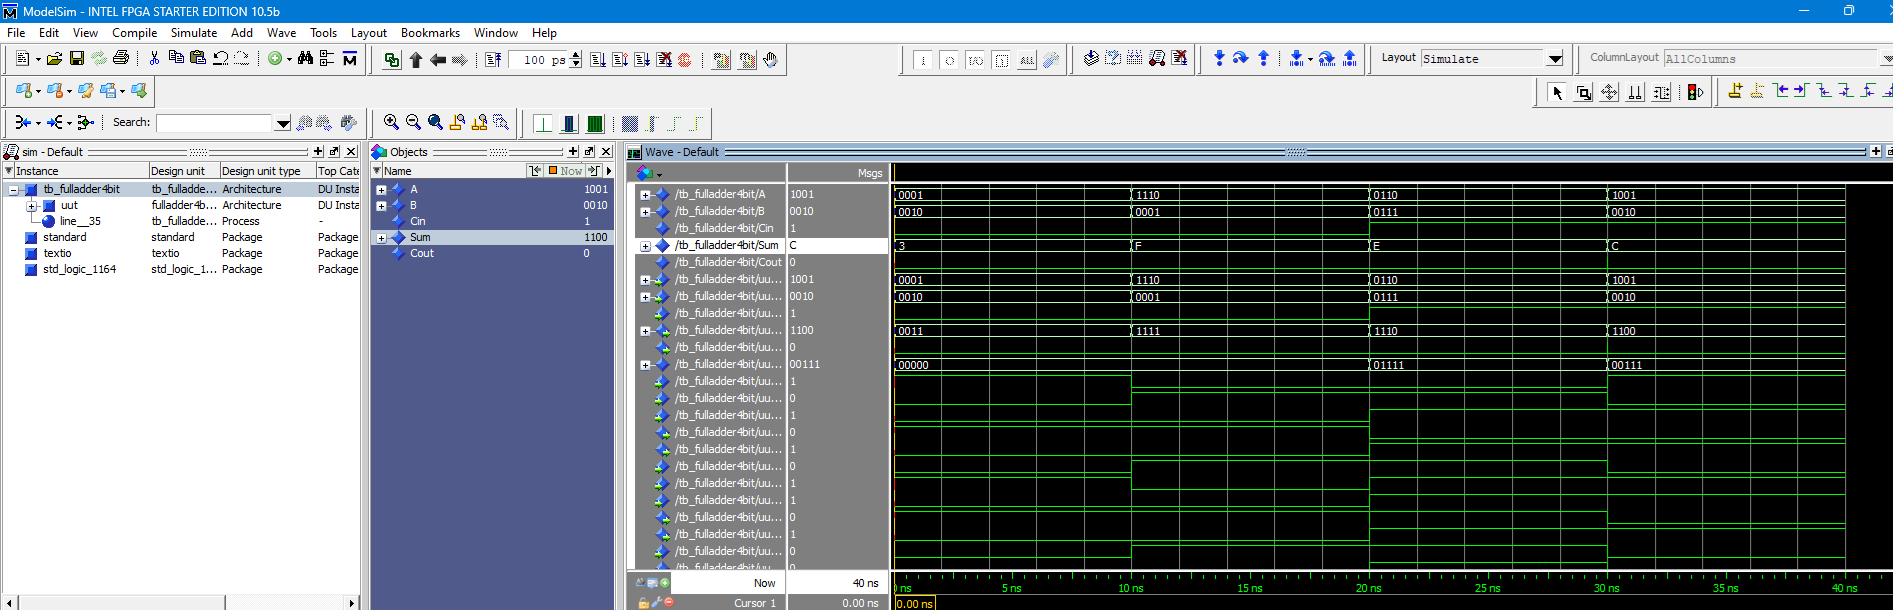 ModelSim - INTEL FPGA STARTER EDITION 10.5b
File Edit View Compile Simulate Add Wave Tools Layout Bookmarks Window Help
100 ps
I/O
ALL
Layout Simulate
ColumnLayout AllColumns
Search:
sim - Default
Instance Design unit Design unit type Top Cate
tb_fulladder4bit tb_fulladde... Architecture DU Insta
uut fulladder4b... Architecture DU Insta
line__35 tb_fulladde... Process -
standard standard Package Package
textio textio Package Package
std_logic_1164 std_logic_1... Package Package
Objects
Name Now
A 1001
B 0010
Cin 1
Sum 1100
Cout 0
Wave - Default
Msgs
/tb_fulladder4bit/A 1001 0001 1110 0110 1001
/tb_fulladder4bit/B 0010 0010 0001 0111 0010
/tb_fulladder4bit/Cin 1
/tb_fulladder4bit/Sum C 3 F E C
/tb_fulladder4bit/Cout 0
/tb_fulladder4bit/uu... 1001 0001 1110 0110 1001
/tb_fulladder4bit/uu... 0010 0010 0001 0111 0010
/tb_fulladder4bit/uu... 1
/tb_fulladder4bit/uu... 1100 0011 1111 1110 1100
/tb_fulladder4bit/uu... 0
/tb_fulladder4bit/uu... 00111 00000 01111 00111
/tb_fulladder4bit/uu... 1
/tb_fulladder4bit/uu... 0
/tb_fulladder4bit/uu... 1
/tb_fulladder4bit/uu... 0
/tb_fulladder4bit/uu... 1
/tb_fulladder4bit/uu... 0
/tb_fulladder4bit/uu... 1
/tb_fulladder4bit/uu... 1
/tb_fulladder4bit/uu... 0
/tb_fulladder4bit/uu... 1
/tb_fulladder4bit/uu... 0
/tb_fulladder4bit/uu... 0
Now 40 ns ns 5 ns 10 ns 15 ns 20 ns 25 ns 30 ns 35 ns 40 ns
Cursor 1 0.00 ns 0.00 ns